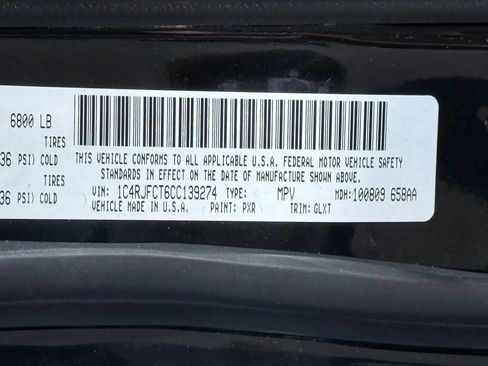 6800 LB
TIRES
36 PSI) COLD
TIRES
36 PSI) COLD
THIS VEHICLE CONFORMS TO ALL APPLICABLE U.S.A. FEDERAL MOTOR VEHICLE SAFETY
STANDARDS IN EFFECT ON THE DATE OF MANUFACTURE SHOWN ABOVE.
VIN: 1C4RJFCT6CC139274 TYPE: MPV MDH:100809 658AA
VEHICLE MADE IN U.S.A. PAINT: PXR TRIM: GLXT